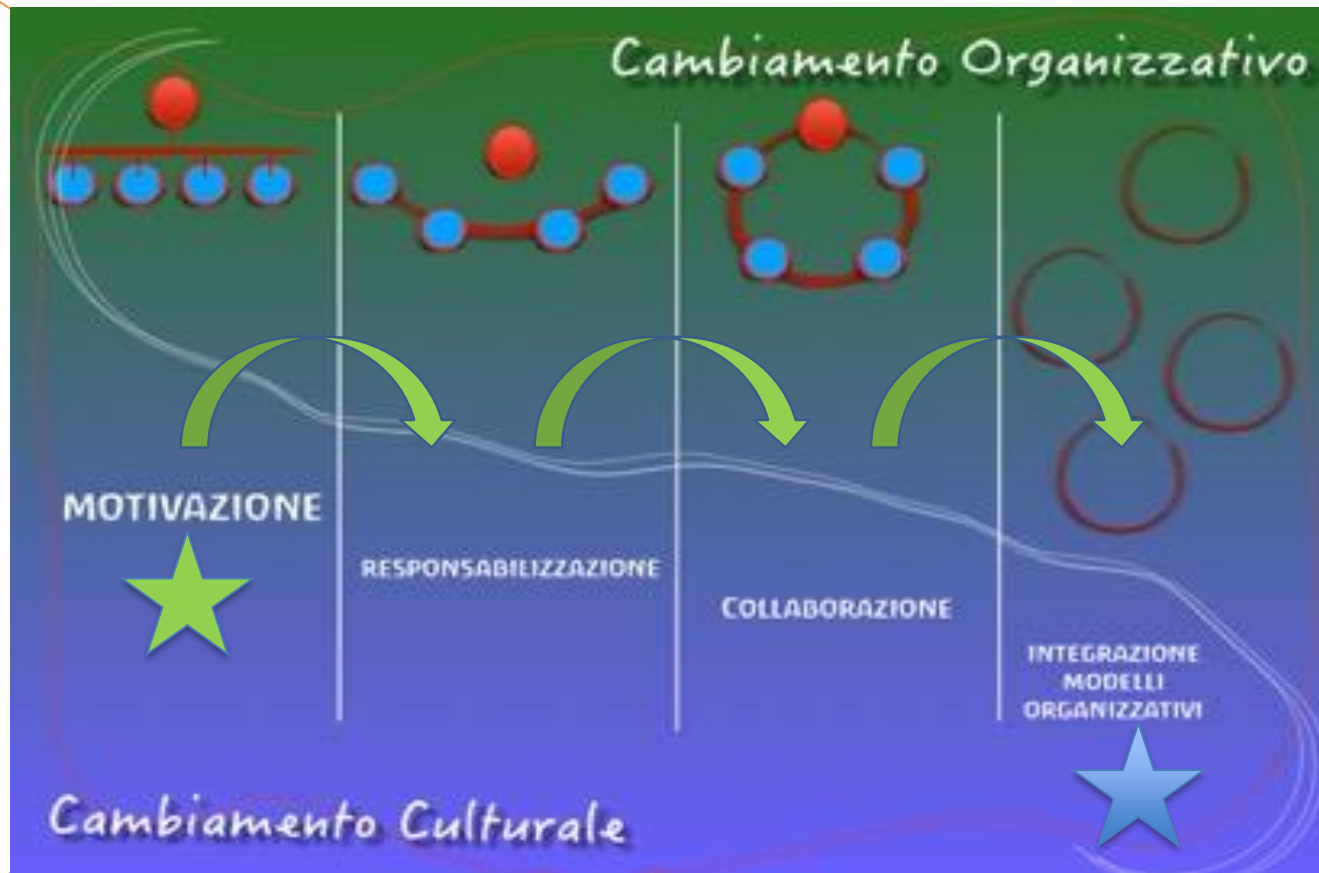 Cambiamento Organizzativo
MOTIVAZIONE
RESPONSABILIZZAZIONE
COLLABORAZIONE
INTEGRAZIONE
MODELLI
ORGANIZZATIVI
Cambiamento Culturale